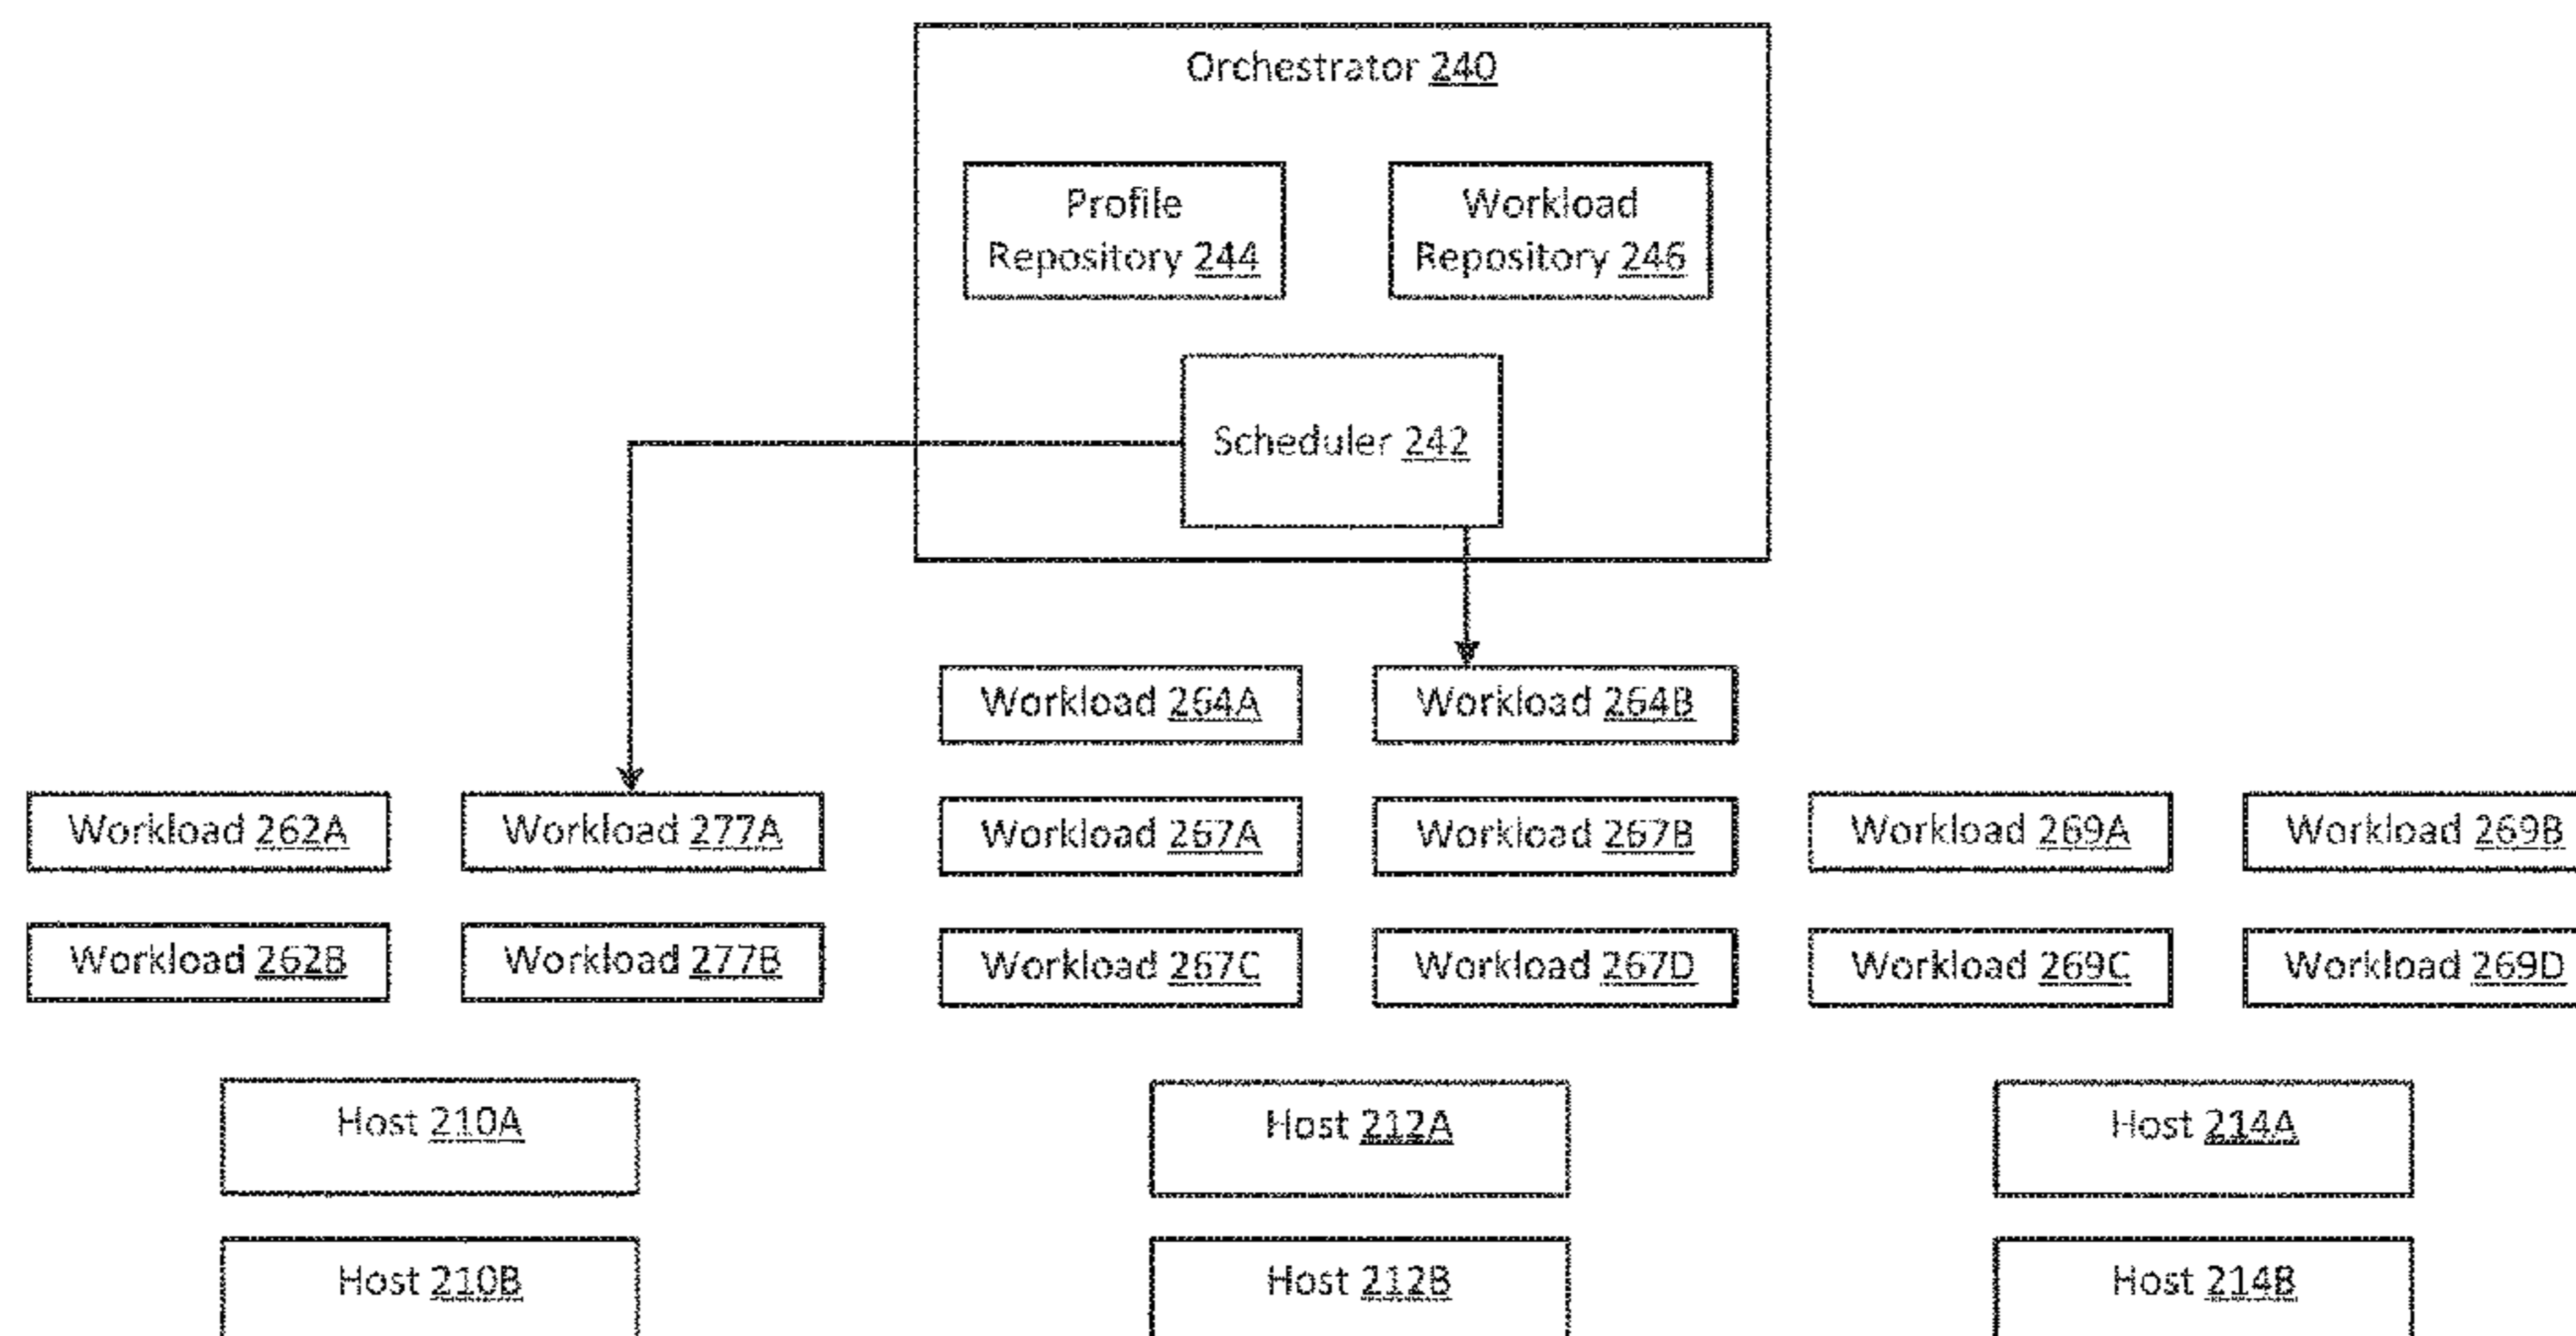 Orchestrator 240
Profile
Repository 244
Workload
Repository 246
Scheduler 242
Workload 264A
Workload 264B
Workload 262A
Workload 277A
Workload 267A
Workload 267B
Workload 269A
Workload 269B
Workload 262B
Workload 277B
Workload 267C
Workload 267D
Workload 269C
Workload 269D
Host 210A
Host 212A
Host 214A
Host 210B
Host 212B
Host 214B